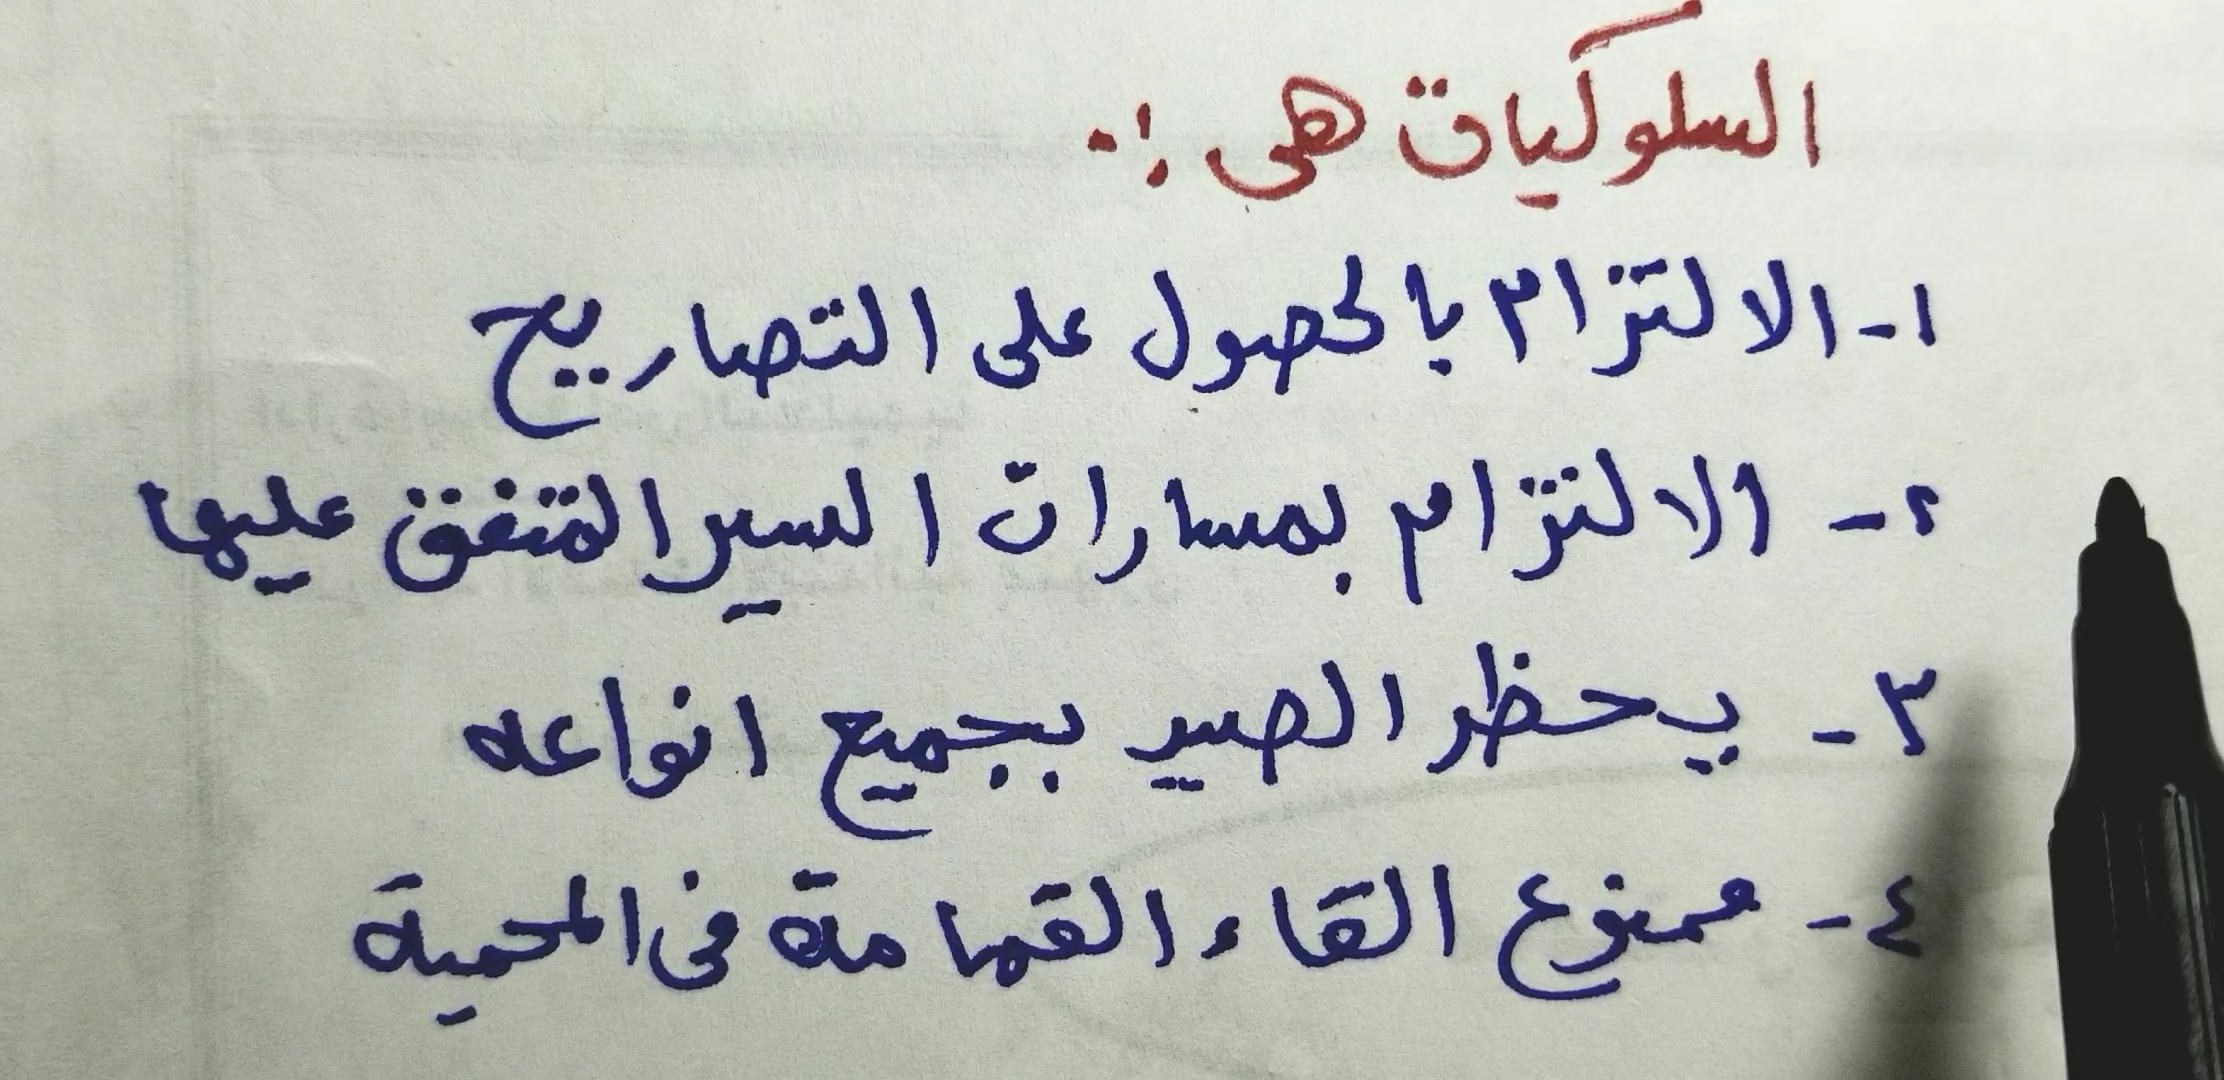 السلوكيات هى :-
١- الالتزام بالحصول على التصاريح
٢- الالتزام بمسارات السير المتفق عليها
٣- يحظر الصيد بجميع انواعه
٤- ممنوع القاء القمامة فى المحمية